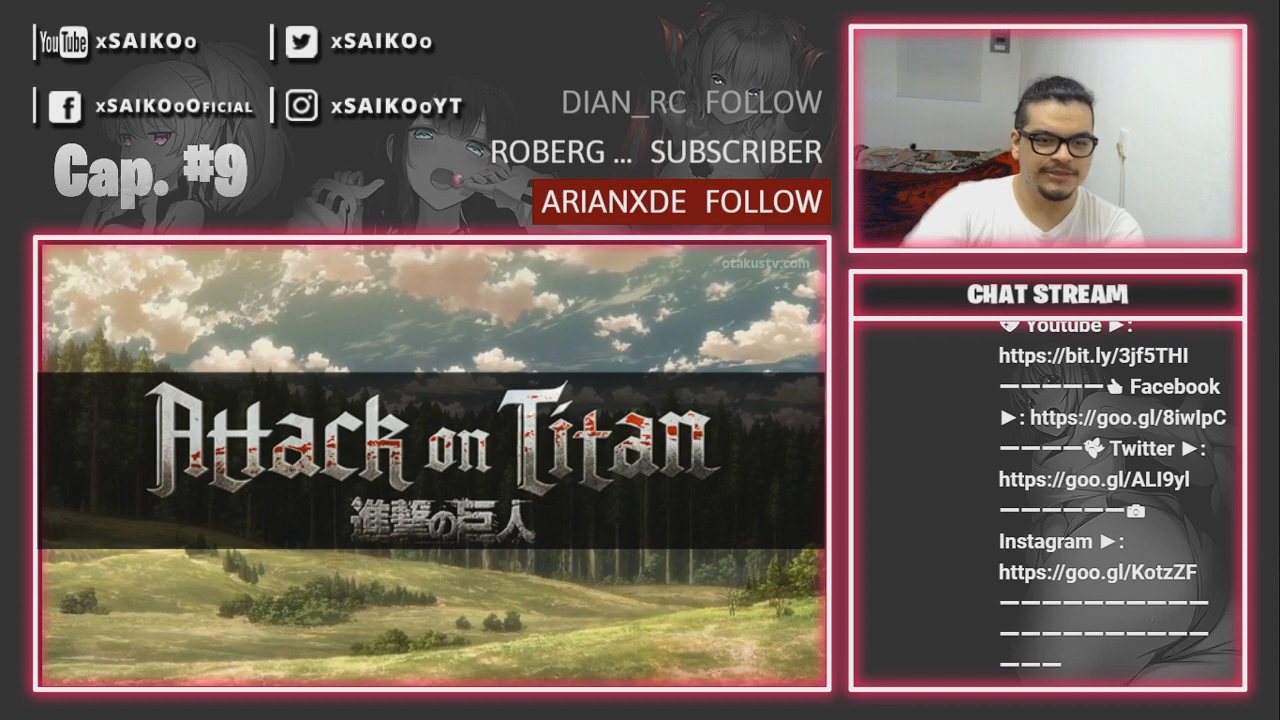 YouTube xSAIKOo
xSAIKOo
xSAIKOoOFICIAL
xSAIKOoYT
Cap. #9
DIAN_RC FOLLOW
ROBERG ... SUBSCRIBER
ARIANXDE FOLLOW
otakustv.com
Attack on Titan
進撃の巨人
CHAT STREAM
Youtube ►:
https://bit.ly/3jf5THI
—————👍 Facebook
►: https://goo.gl/8iwIpC
————🐦 Twitter ►:
https://goo.gl/ALI9yl
——————📷
Instagram ►:
https://goo.gl/KotzZF
——————————
——————————
———